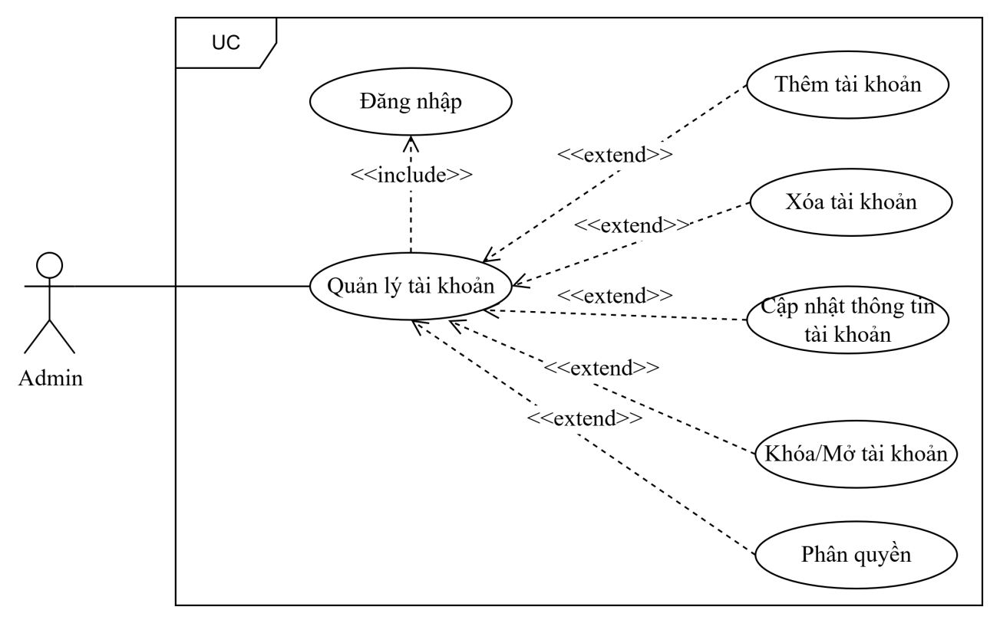 UC
Đăng nhập
<<include>>
Thêm tài khoản
<<extend>>
Xóa tài khoản
<<extend>>
Quản lý tài khoản
<<extend>>
Cập nhật thông tin
tài khoản
<<extend>>
Admin
<<extend>>
Khóa/Mở tài khoản
Phân quyền